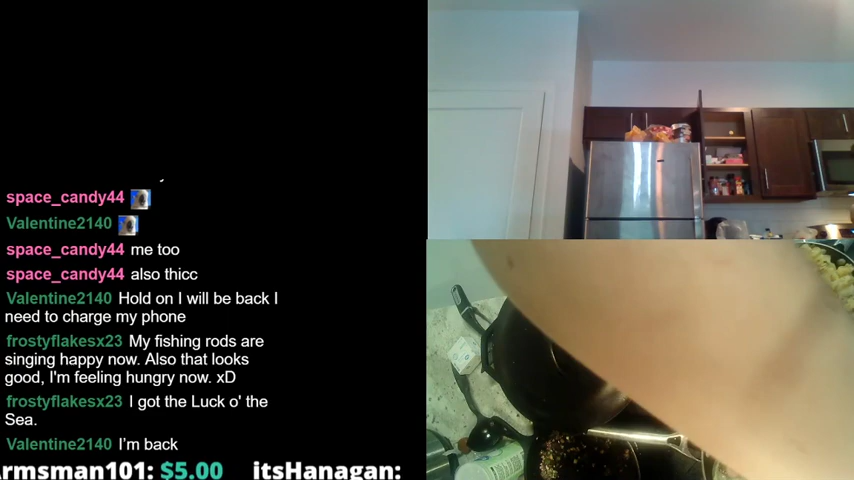 space_candy44
Valentine2140
space_candy44 me too
space_candy44 also thicc
Valentine2140 Hold on I will be back I
need to charge my phone
frostyflakesx23 My fishing rods are
singing happy now. Also that looks
good, I'm feeling hungry now. xD
frostyflakesx23 I got the Luck o' the
Sea.
Valentine2140 I'm back
Armsman101: $5.00 itsHanagan: